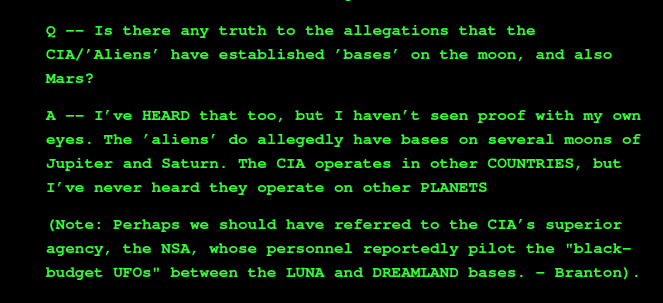 Q -- Is there any truth to the allegations that the
CIA/'Aliens' have established 'bases' on the moon, and also
Mars?
A -- I've HEARD that too, but I haven't seen proof with my own
eyes. The 'aliens' do allegedly have bases on several moons of
Jupiter and Saturn. The CIA operates in other COUNTRIES, but
I've never heard they operate on other PLANETS
(Note: Perhaps we should have referred to the CIA's superior
agency, the NSA, whose personnel reportedly pilot the "black-
budget UFOs" between the LUNA and DREAMLAND bases. - Branton).